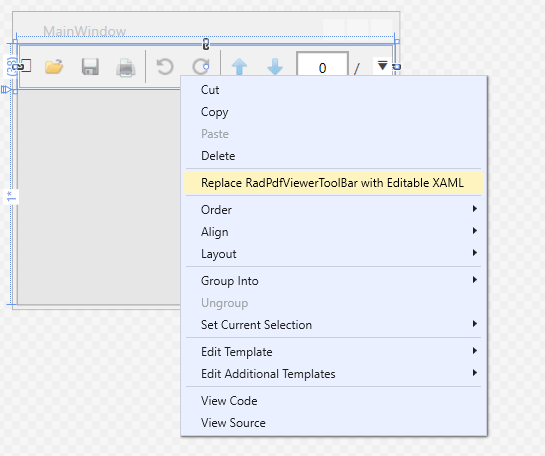 MainWindow
(38)
0 /
1*
Cut
Copy
Paste
Delete
Replace RadPdfViewerToolBar with Editable XAML
Order
Align
Layout
Group Into
Ungroup
Set Current Selection
Edit Template
Edit Additional Templates
View Code
View Source